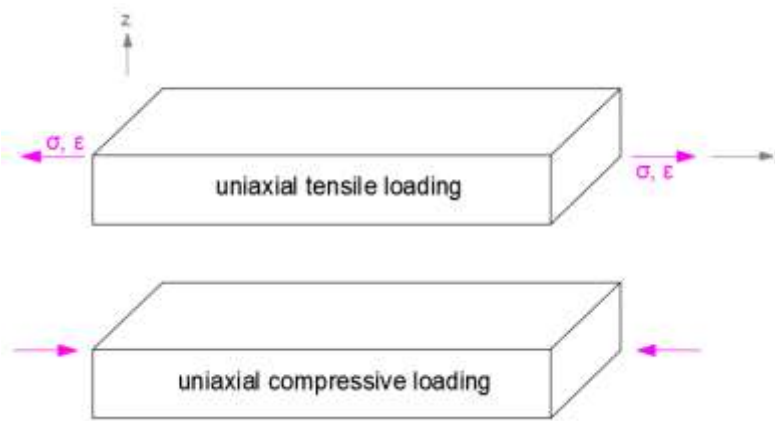 z
σ, ε
σ, ε
uniaxial tensile loading
uniaxial compressive loading